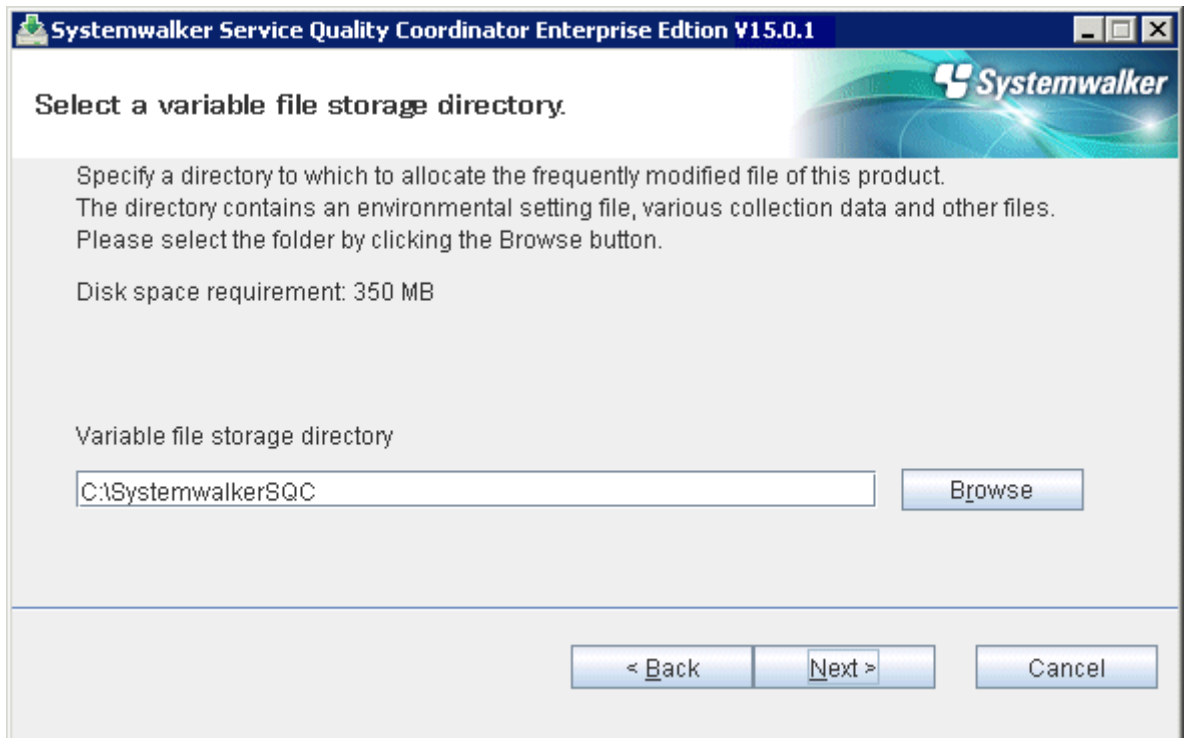 Systemwalker Service Quality Coordinator Enterprise Edtion V15.0.1
Systemwalker
Select a variable file storage directory.
Specify a directory to which to allocate the frequently modified file of this product.
The directory contains an environmental setting file, various collection data and other files.
Please select the folder by clicking the Browse button.
Disk space requirement: 350 MB
Variable file storage directory
C:\SystemwalkerSQC
Browse
< Back
Next >
Cancel